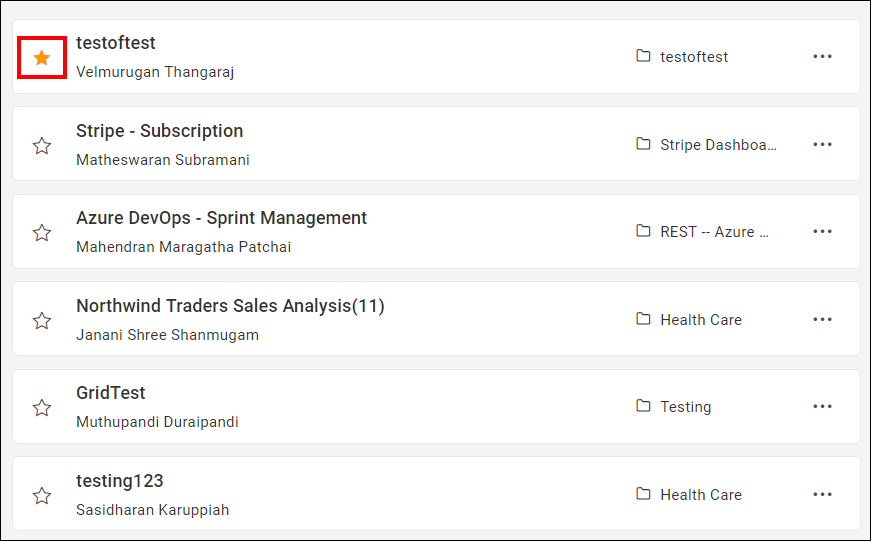 testoftest
Velmurugan Thangaraj
testoftest
Stripe - Subscription
Matheswaran Subramani
Stripe Dashboa...
Azure DevOps - Sprint Management
Mahendran Maragatha Patchai
REST -- Azure ...
Northwind Traders Sales Analysis(11)
Janani Shree Shanmugam
Health Care
GridTest
Muthupandi Duraipandi
Testing
testing123
Sasidharan Karuppiah
Health Care